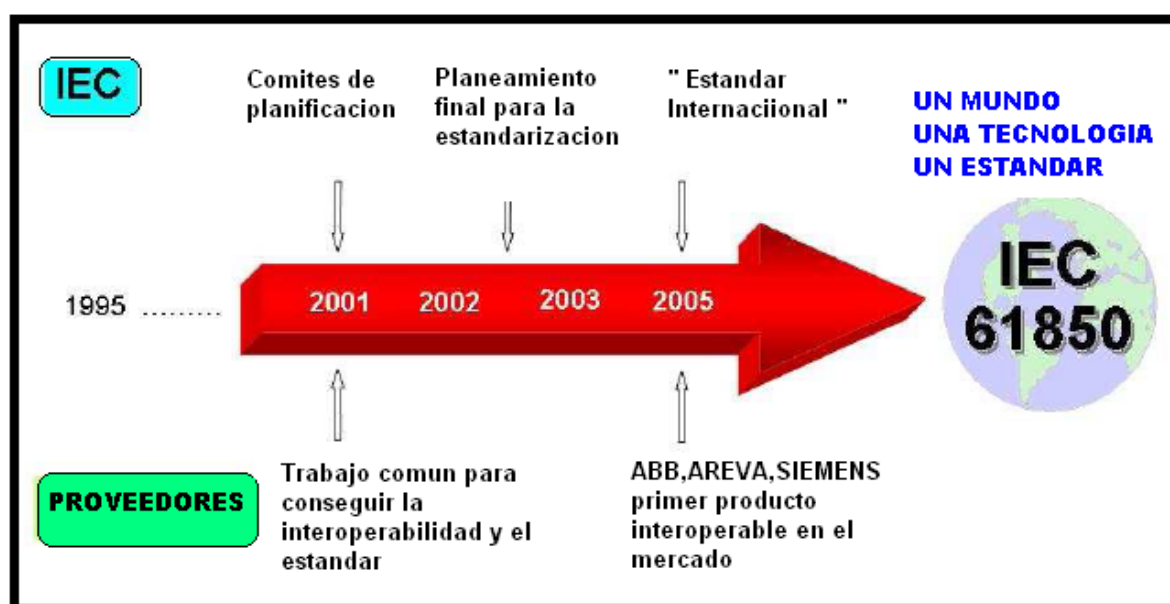 IEC
Comites de
planificacion
Planeamiento
final para la
estandarizacion
" Estandar
Internaciional "
UN MUNDO
UNA TECNOLOGIA
UN ESTANDAR
1995 .........
2001
2002
2003
2005
IEC
61850
PROVEEDORES
Trabajo comun para
conseguir la
interoperabilidad y el
estandar
ABB,AREVA,SIEMENS
primer producto
interoperable en el
mercado